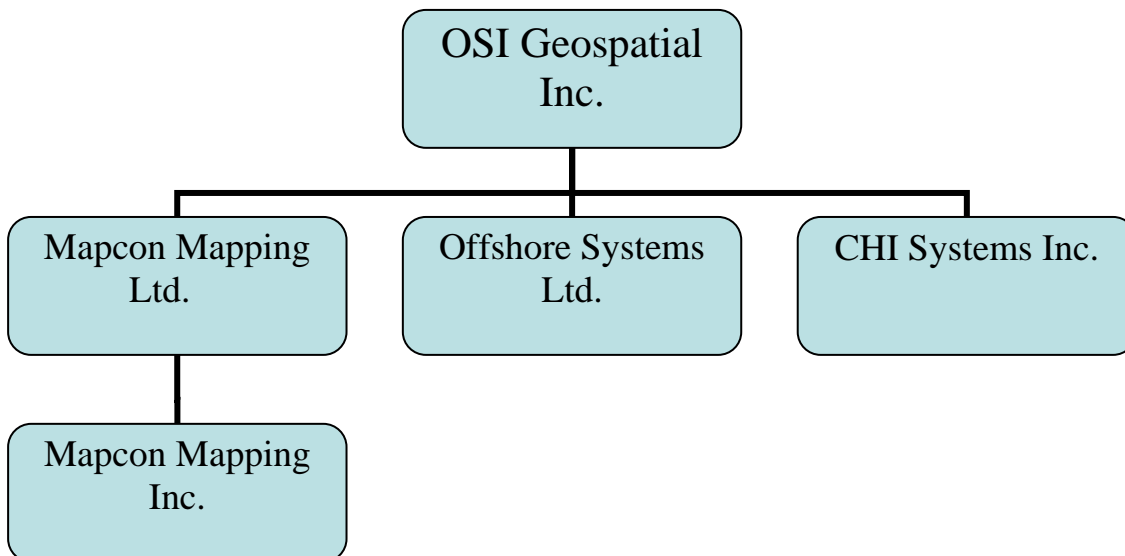 OSI Geospatial
Inc.
Mapcon Mapping
Ltd.
Offshore Systems
Ltd.
CHI Systems Inc.
Mapcon Mapping
Inc.